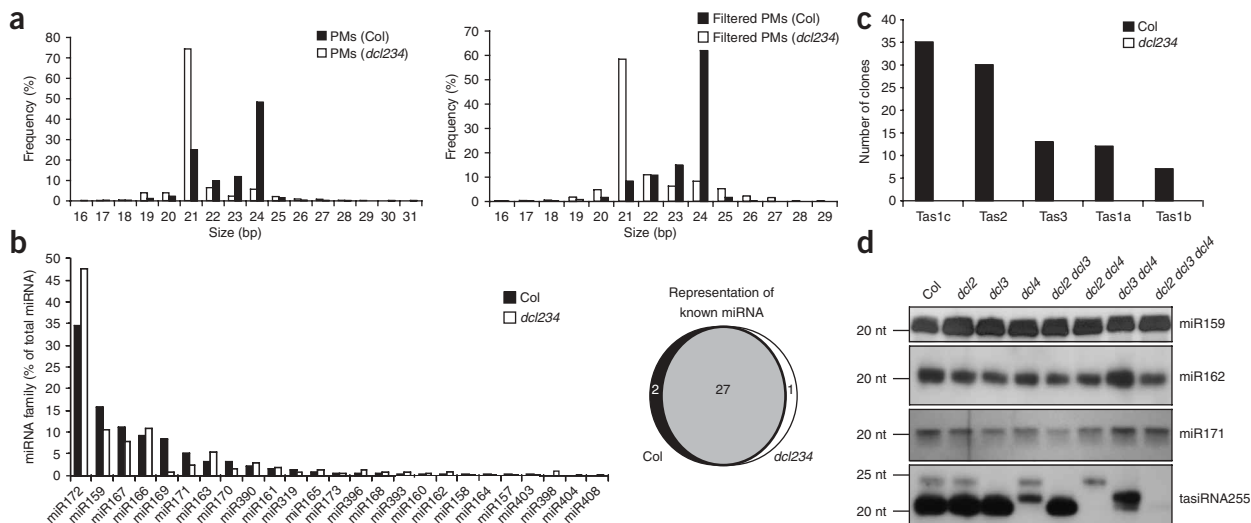 a
PMs (Col)
PMs (dcl234)
Frequency (%)
80
70
60
50
40
30
20
10
0
16 17 18 19 20 21 22 23 24 25 26 27 28 29 30 31
Size (bp)
Filtered PMs (Col)
Filtered PMs (dcl234)
Frequency (%)
70
60
50
40
30
20
10
0
16 17 18 19 20 21 22 23 24 25 26 27 28 29
Size (bp)
c
Col
dcl234
Number of clones
40
35
30
25
20
15
10
5
0
Tas1c Tas2 Tas3 Tas1a Tas1b
b
miRNA family (% of total miRNA)
50
45
40
35
30
25
20
15
10
5
0
Col
dcl234
miR172 miR159 miR167 miR166 miR169 miR171 miR163 miR170 miR390 miR161 miR319 miR165 miR173 miR396 miR168 miR393 miR160 miR162 miR158 miR164 miR157 miR403 miR398 miR404 miR408
Representation of
known miRNA
2 27 1
Col dcl234
d
Col dcl2 dcl3 dcl4 dcl2 dcl3 dcl2 dcl4 dcl3 dcl4 dcl2 dcl3 dcl4
20 nt miR159
20 nt miR162
20 nt miR171
25 nt
tasiRNA255
20 nt